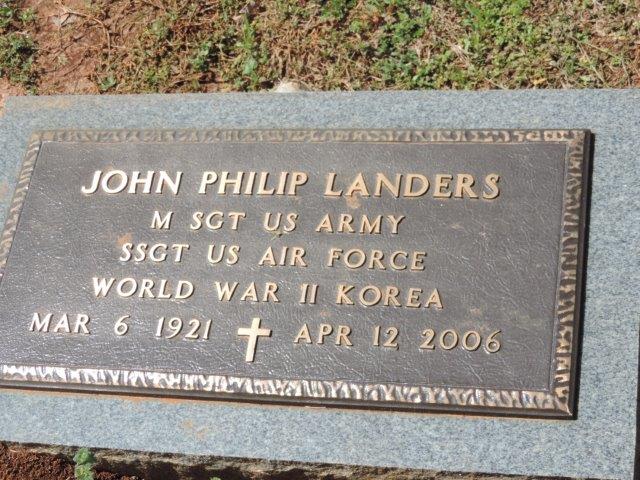 JOHN PHILIP LANDERS
M SGT US ARMY
SSGT US AIR FORCE
WORLD WAR II KOREA
MAR 6 1921 APR 12 2006